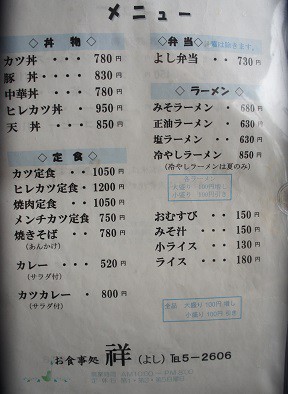 メニュー
◇ 丼 物 ◇
カツ丼 ・・・ 780円
豚 丼 ・・・ 830円
中華丼 ・・・ 780円
ヒレカツ丼 ・ 950円
天 丼 ・・・ 850円
◇ 定 食 ◇
カツ定食 ・・ 1050円
ヒレカツ定食・ 1200円
焼肉定食 ・・ 1050円
メンチカツ定食 750円
焼きそば ・・ 780円
(あんかけ)
カレー ・・・ 520円
(サラダ付)
カツカレー ・ 800円
(サラダ付)
◇ 弁 当 ◇
よし弁当 ・・ 730円
◇ ラーメン ◇
みそラーメン ・ 680円
正油ラーメン ・ 630円
塩ラーメン ・・ 630円
冷やしラーメン 850円
(冷やしラーメンは夏のみ)
おむすび ・・ 150円
みそ汁 ・・・ 150円
小ライス ・・ 130円
ライス ・・・ 180円
お食事処 祥 (よし) ℡5-2606